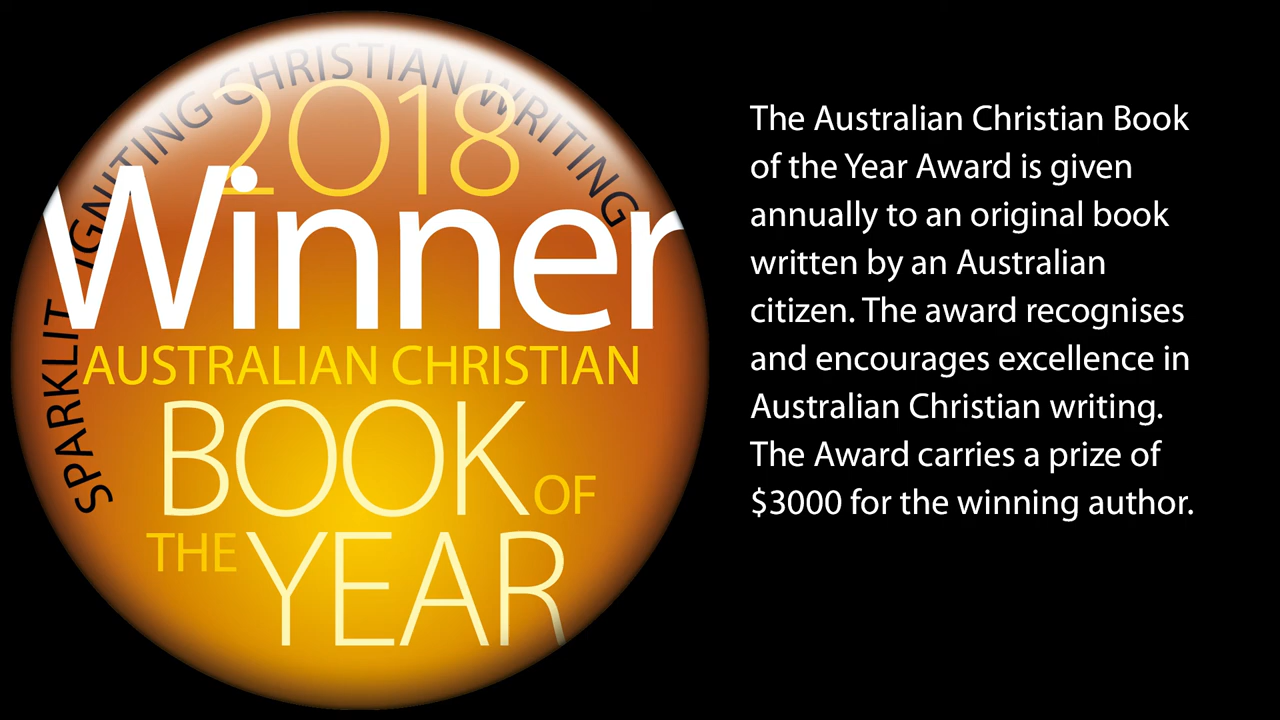 SPARKLIT IGNITING CHRISTIAN WRITING
2018
Winner
AUSTRALIAN CHRISTIAN
BOOK OF
THE YEAR
The Australian Christian Book
of the Year Award is given
annually to an original book
written by an Australian
citizen. The award recognises
and encourages excellence in
Australian Christian writing.
The Award carries a prize of
$3000 for the winning author.